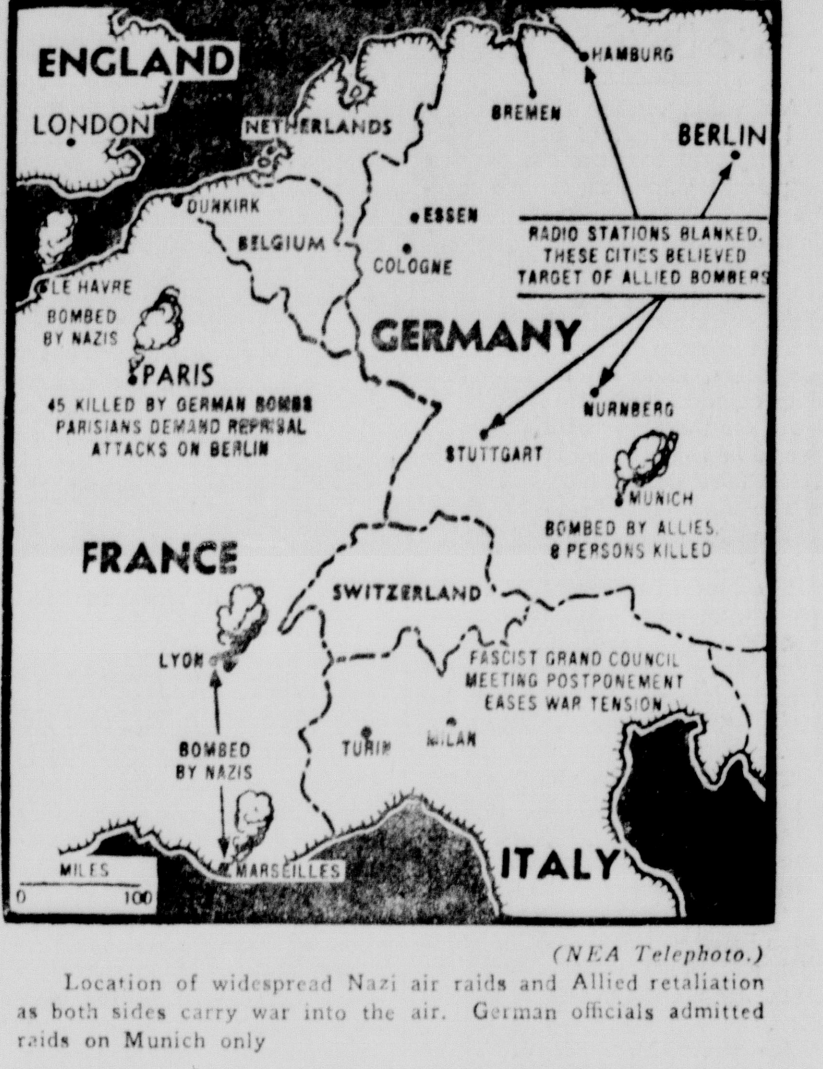 ENGLAND
HAMBURG
BREMEN
LONDON
NETHERLANDS
BERLIN
DUNKIRK
ESSEN
BELGIUM
COLOGNE
RADIO STATIONS BLANKED.
THESE CITIES BELIEVED
TARGET OF ALLIED BOMBERS
LE HAVRE
BOMBED
BY NAZIS
GERMANY
PARIS
45 KILLED BY GERMAN BOMBS
PARISIANS DEMAND REPRISAL
ATTACKS ON BERLIN
NURNBERG
STUTTGART
MUNICH
BOMBED BY ALLIES.
8 PERSONS KILLED
FRANCE
SWITZERLAND
LYON
FASCIST GRAND COUNCIL
MEETING POSTPONEMENT
EASES WAR TENSION
TURIN
MILAN
BOMBED
BY NAZIS
ITALY
MARSEILLES
MILES
0 100
(NEA Telephoto.)
Location of widespread Nazi air raids and Allied retaliation
as both sides carry war into the air. German officials admitted
raids on Munich only